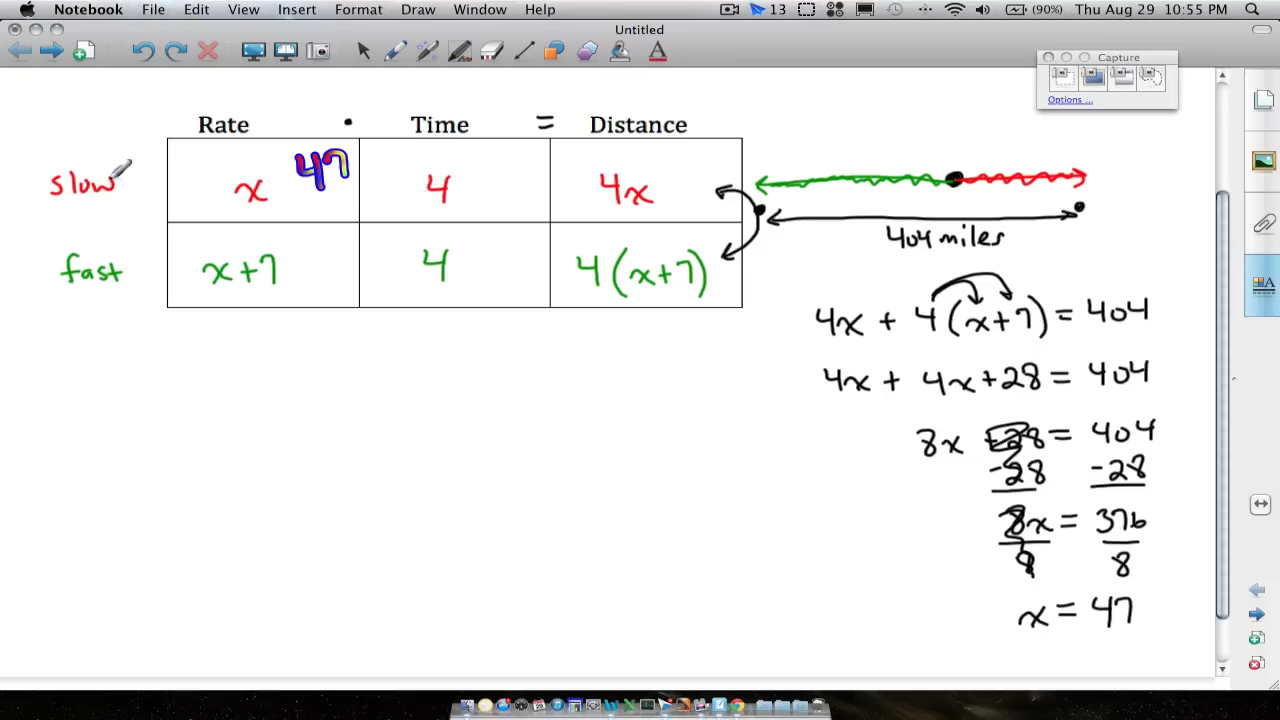 Notebook File Edit View Insert Format Draw Window Help 13 (90%) Thu Aug 29 10:55 PM
Untitled
Capture
Options ...
Rate • Time = Distance
slow x 47 4 4x
fast x+7 4 4(x+7)
404 miles
4x + 4(x+7) = 404
4x + 4x+28 = 404
8x +28 = 404
-28 -28
8x = 376
8 8
x = 47